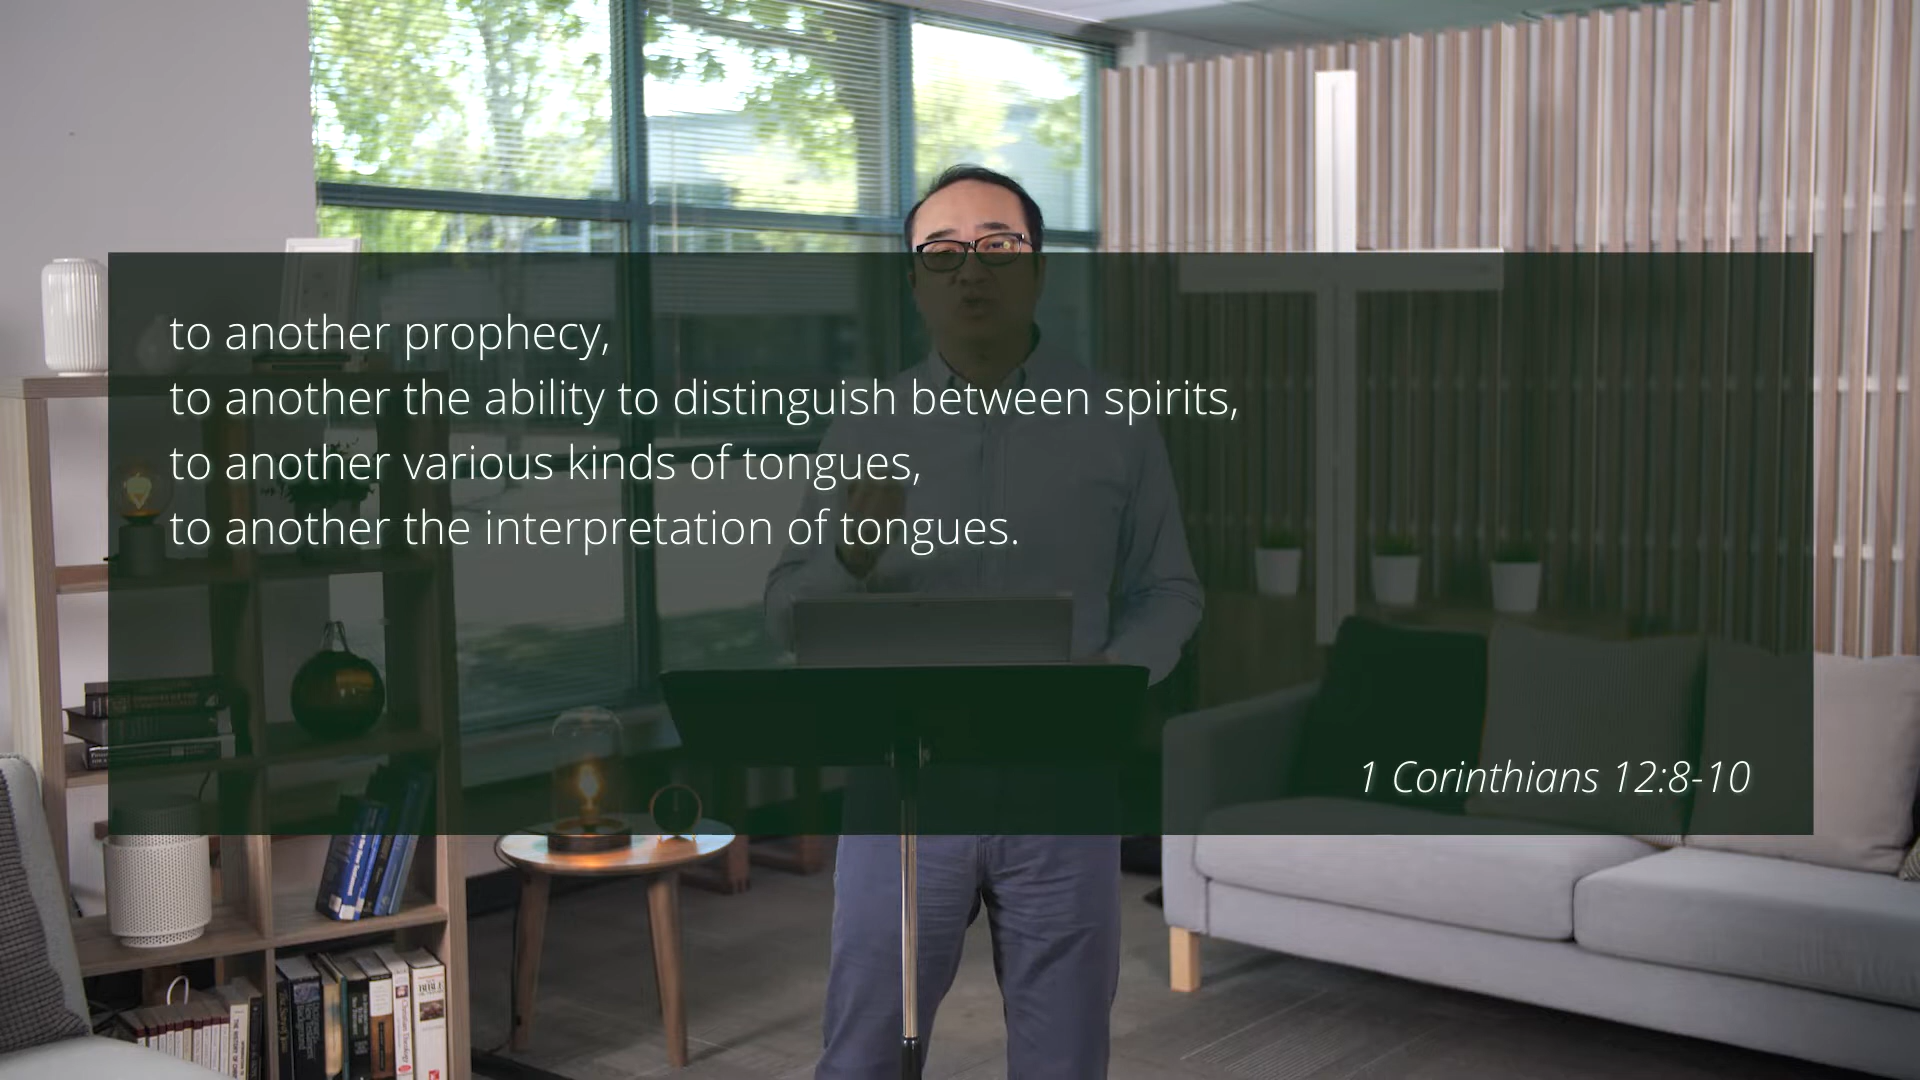 to another prophecy,
to another the ability to distinguish between spirits,
to another various kinds of tongues,
to another the interpretation of tongues.
1 Corinthians 12:8-10
BIBLE